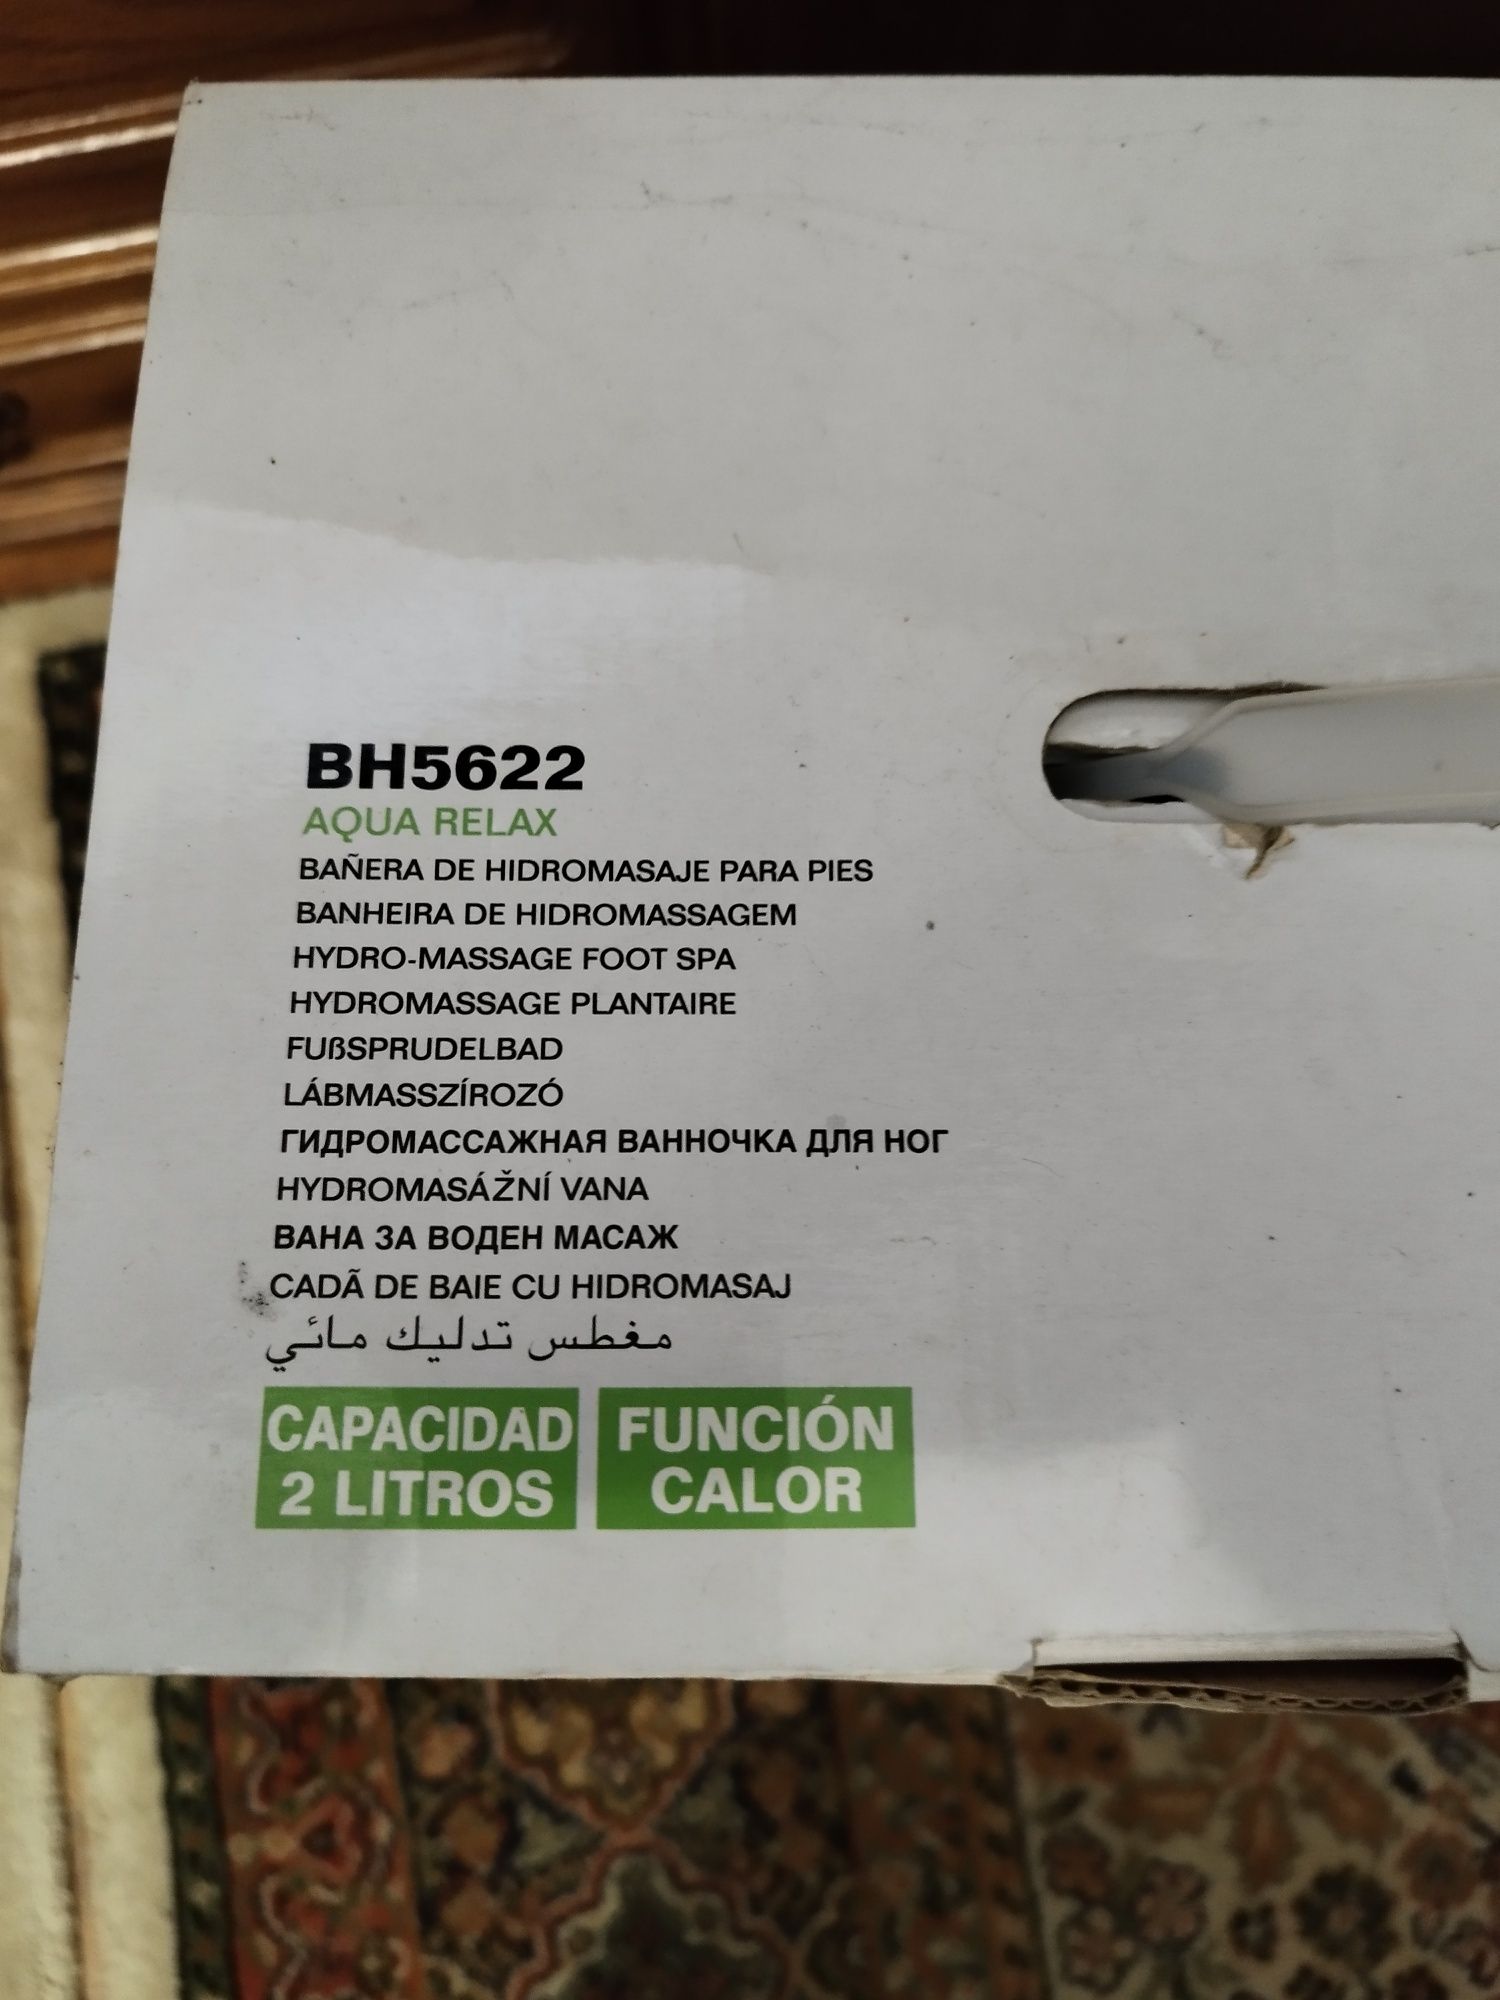 BH5622
AQUA RELAX
BAÑERA DE HIDROMASAJE PARA PIES
BANHEIRA DE HIDROMASSAGEM
HYDRO-MASSAGE FOOT SPA
HYDROMASSAGE PLANTAIRE
FUßSPRUDELBAD
LÁBMASSZÍROZÓ
ГИДРОМАССАЖНАЯ ВАННОЧКА ДЛЯ НОГ
HYDROMASÁŽNÍ VANA
ВАНА ЗА ВОДЕН МАСАЖ
CADÃ DE BAIE CU HIDROMASAJ
مغطس تدليك مائي
CAPACIDAD
2 LITROS
FUNCIÓN
CALOR